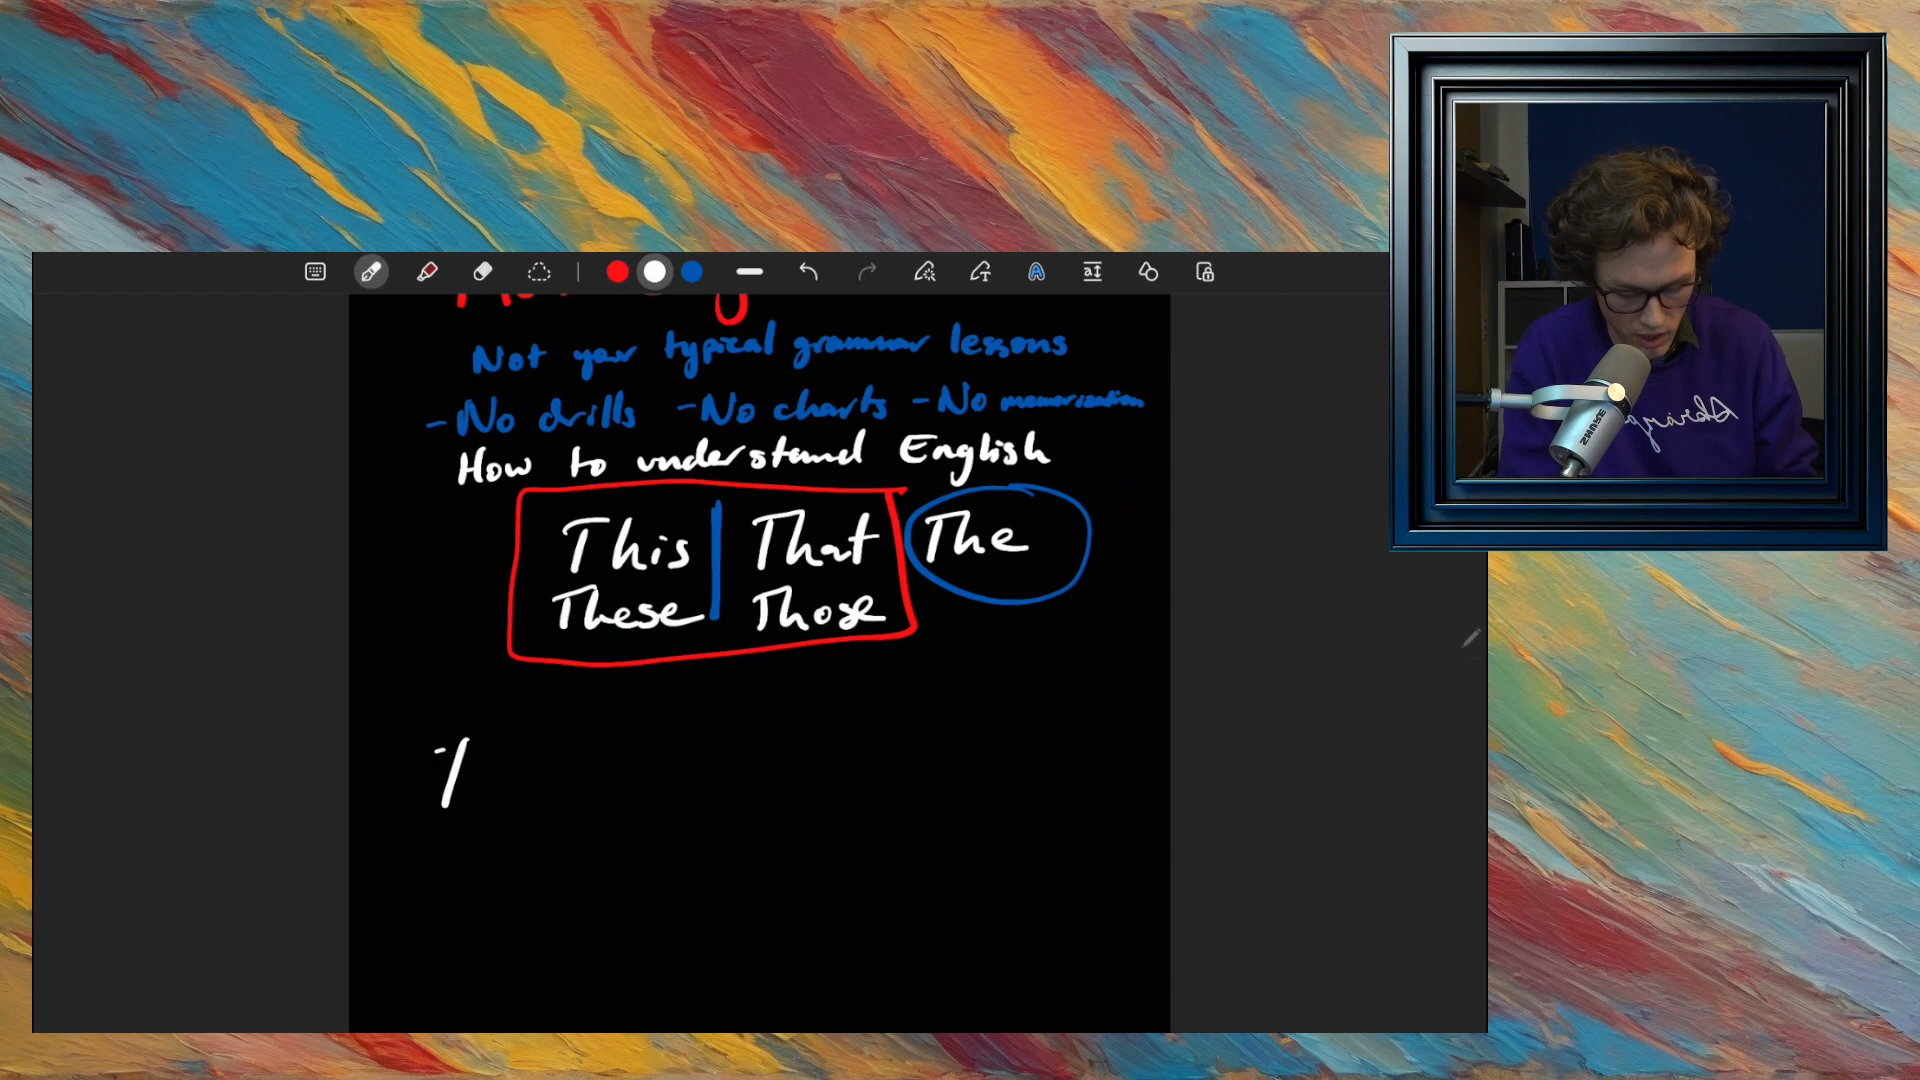 Not your typical grammar lessons
- No drills - No charts - No memorization
How to understand English
This | That The
These Those
SHURE